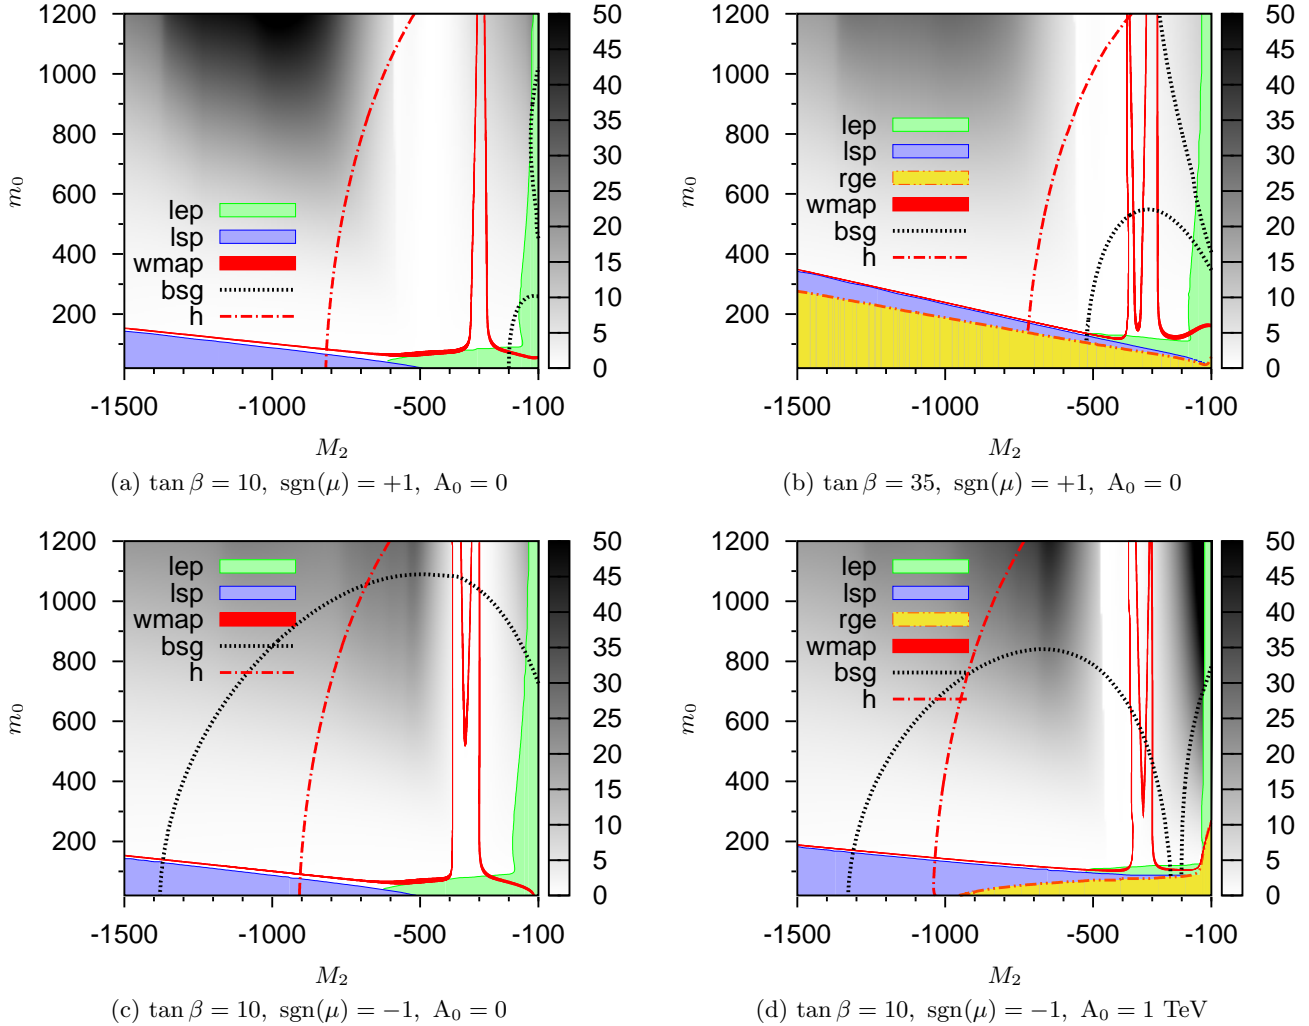 1200
1000
800
600
400
200
m₀
lep
lsp
wmap
bsg
h
-1500
-1000
-500
-100
M₂
50
45
40
35
30
25
20
15
10
5
0
(a) tan β = 10, sgn(μ) = +1, A₀ = 0
1200
1000
800
600
400
200
m₀
lep
lsp
rge
wmap
bsg
h
-1500
-1000
-500
-100
M₂
50
45
40
35
30
25
20
15
10
5
0
(b) tan β = 35, sgn(μ) = +1, A₀ = 0
1200
1000
800
600
400
200
m₀
lep
lsp
wmap
bsg
h
-1500
-1000
-500
-100
M₂
50
45
40
35
30
25
20
15
10
5
0
(c) tan β = 10, sgn(μ) = −1, A₀ = 0
1200
1000
800
600
400
200
m₀
lep
lsp
rge
wmap
bsg
h
-1500
-1000
-500
-100
M₂
50
45
40
35
30
25
20
15
10
5
0
(d) tan β = 10, sgn(μ) = −1, A₀ = 1 TeV